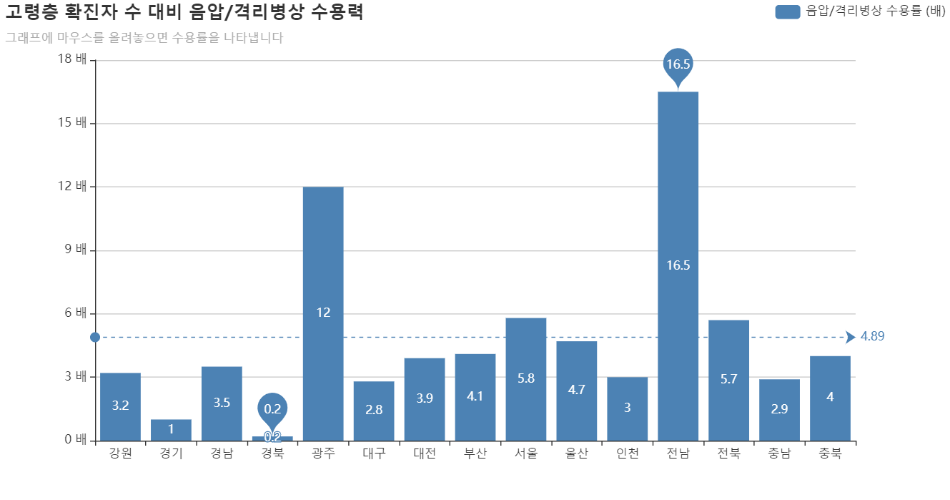 고령층 확진자 수 대비 음압/격리병상 수용력
음압/격리병상 수용률 (배)
그래프에 마우스를 올려놓으면 수용률을 나타냅니다
18 배
15 배
12 배
9 배
6 배
3 배
0 배
16.5
4.89
0.2
3.2
1
3.5
0.2
12
2.8
3.9
4.1
5.8
4.7
3
16.5
5.7
2.9
4
강원 경기 경남 경북 광주 대구 대전 부산 서울 울산 인천 전남 전북 충남 충북